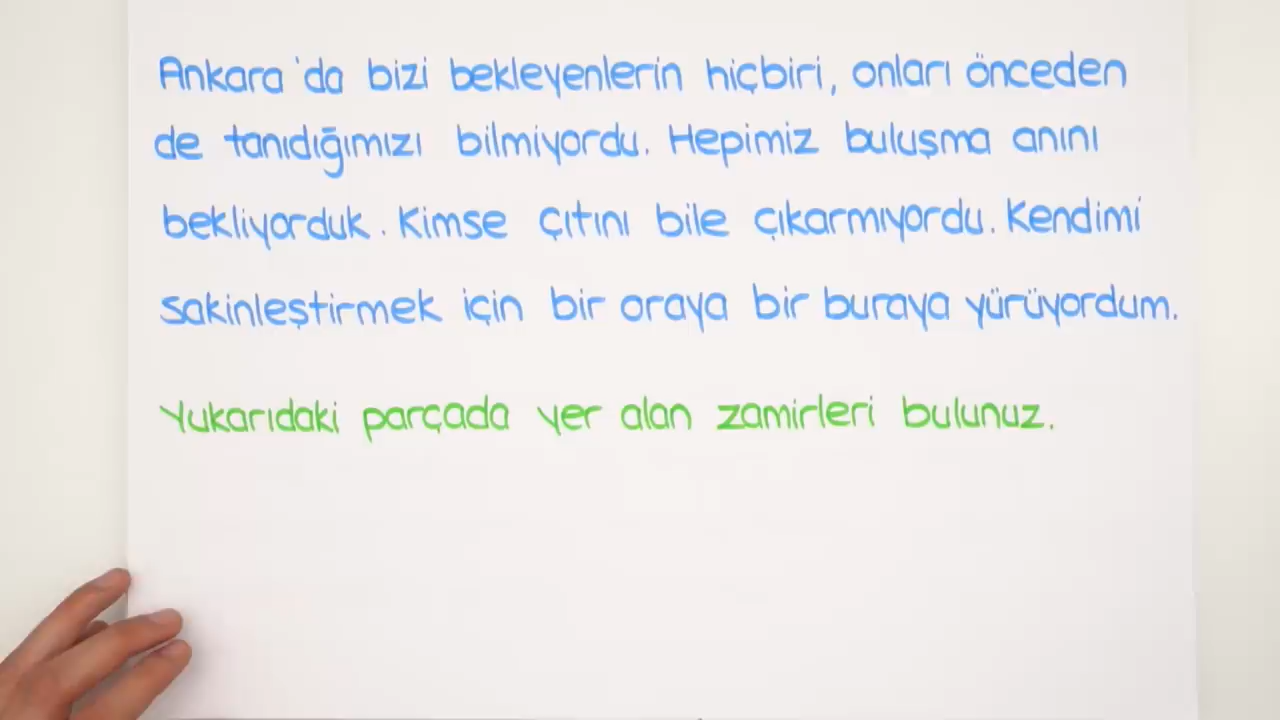 Ankara'da bizi bekleyenlerin hiçbiri, onları önceden
de tanıdığımızı bilmiyordu. Hepimiz buluşma anını
bekliyorduk. Kimse çıtını bile çıkarmıyordu. Kendimi
sakinleştirmek için bir oraya bir buraya yürüyordum.
Yukarıdaki parçada yer alan zamirleri bulunuz.